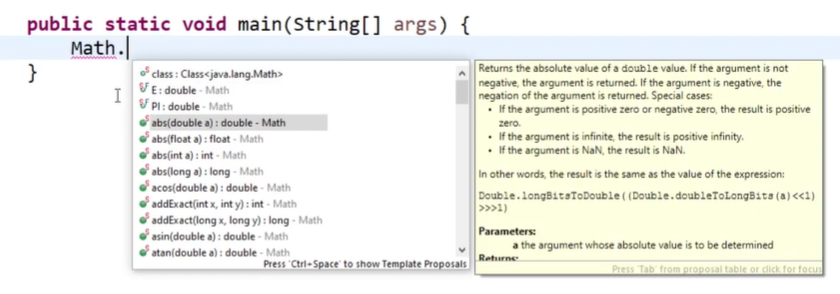 public static void main(String[] args) {
Math.
}
class : Class<java.lang.Math>
E : double - Math
PI : double - Math
abs(double a) : double - Math
abs(float a) : float - Math
abs(int a) : int - Math
abs(long a) : long - Math
acos(double a) : double - Math
addExact(int x, int y) : int - Math
addExact(long x, long y) : long - Math
asin(double a) : double - Math
atan(double a) : double - Math
Press 'Ctrl+Space' to show Template Proposals
Returns the absolute value of a double value. If the argument is not
negative, the argument is returned. If the argument is negative, the
negation of the argument is returned. Special cases:
• If the argument is positive zero or negative zero, the result is positive
zero.
• If the argument is infinite, the result is positive infinity.
• If the argument is NaN, the result is NaN.
In other words, the result is the same as the value of the expression:
Double.longBitsToDouble((Double.doubleToLongBits(a)<<1)
>>>1)
Parameters:
a the argument whose absolute value is to be determined
Returns:
Press 'Tab' from proposal table or click for focus